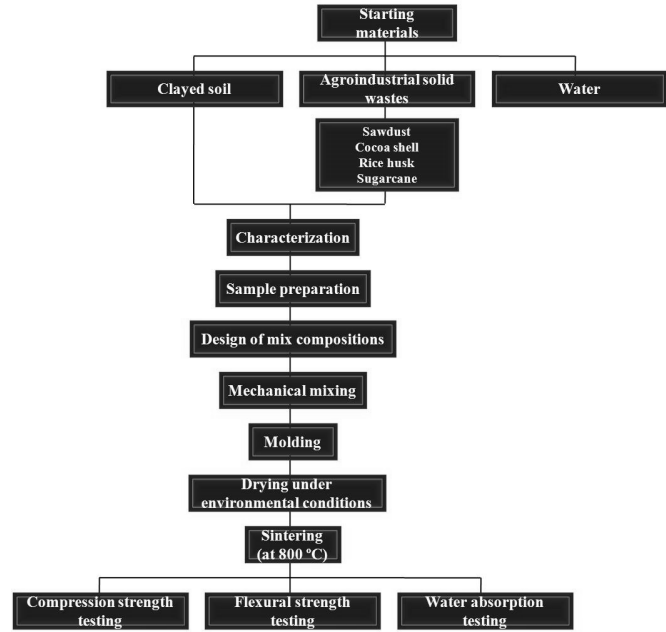 Starting
materials
Clayed soil
Agroindustrial solid
wastes
Water
Sawdust
Cocoa shell
Rice husk
Sugarcane
Characterization
Sample preparation
Design of mix compositions
Mechanical mixing
Molding
Drying under
environmental conditions
Sintering
(at 800 °C)
Compression strength
testing
Flexural strength
testing
Water absorption
testing